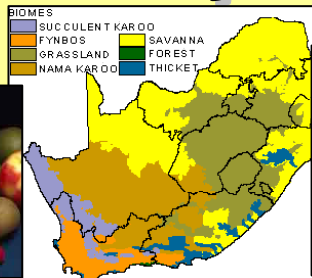 BIOMES
SUCCULENT KAROO
FYNBOS SAVANNA
GRASSLAND FOREST
NAMA KAROO THICKET